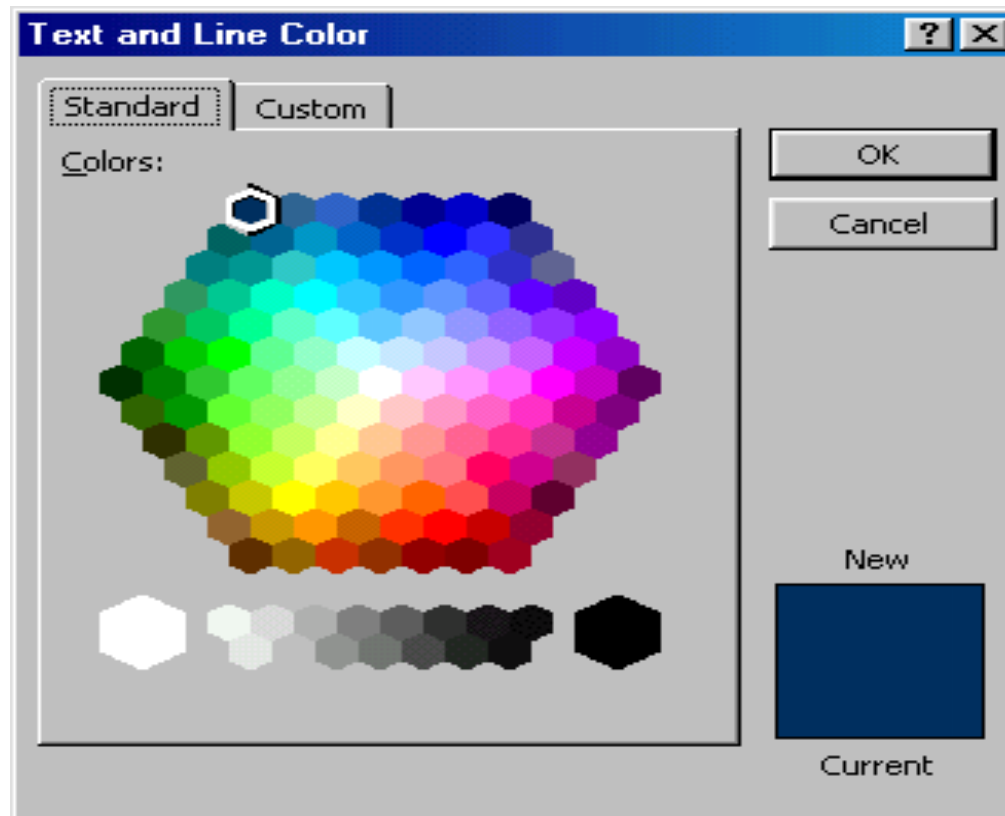 Text and Line Color
Standard
Custom
Colors:
OK
Cancel
New
Current